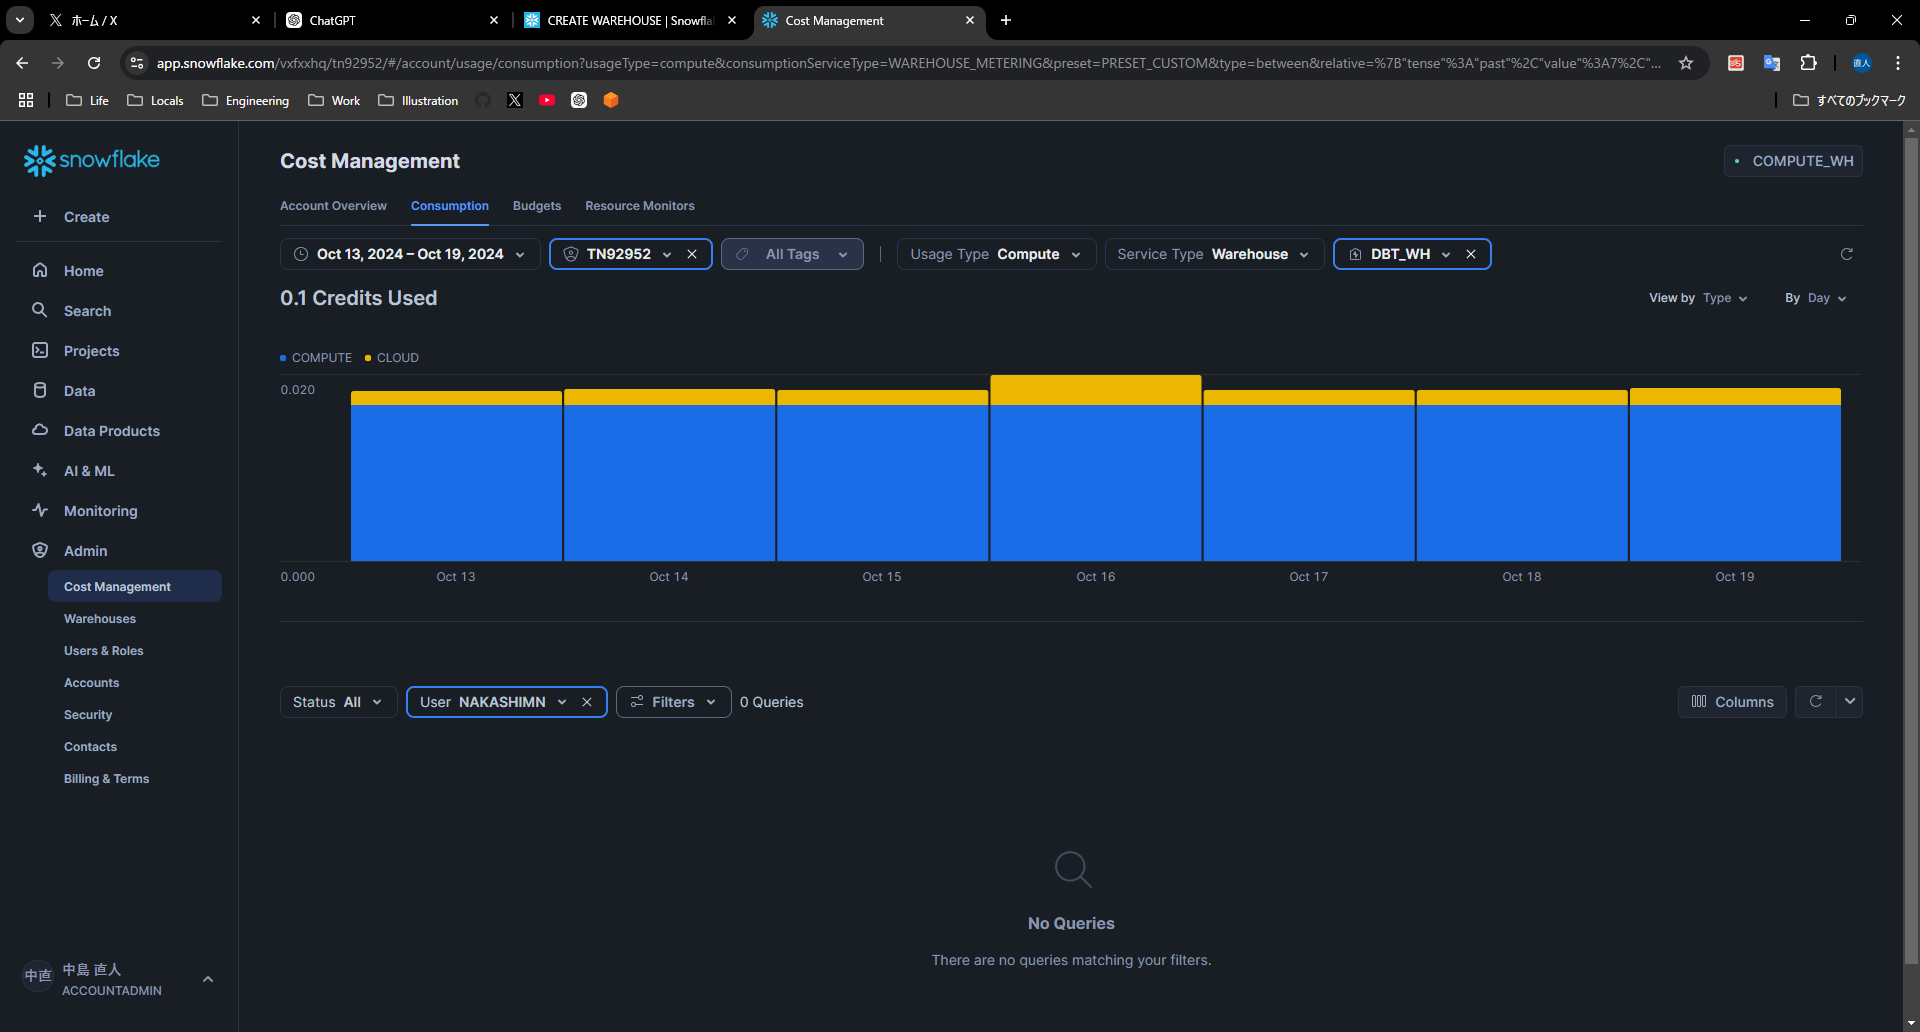 ホーム / X
ChatGPT
CREATE WAREHOUSE | Snowfla
Cost Management
app.snowflake.com/vxfxxhq/tn92952/#/account/usage/consumption?usageType=compute&consumptionServiceType=WAREHOUSE_METERING&preset=PRESET_CUSTOM&type=between&relative=%7B"tense"%3A"past"%2C"value"%3A7%2C"...
直人
Life
Locals
Engineering
Work
Illustration
すべてのブックマーク
snowflake
Create
Home
Search
Projects
Data
Data Products
AI & ML
Monitoring
Admin
Cost Management
Warehouses
Users & Roles
Accounts
Security
Contacts
Billing & Terms
中直
中島 直人
ACCOUNTADMIN
Cost Management
COMPUTE_WH
Account Overview
Consumption
Budgets
Resource Monitors
Oct 13, 2024 – Oct 19, 2024
TN92952
All Tags
Usage Type Compute
Service Type Warehouse
DBT_WH
0.1 Credits Used
View by Type
By Day
COMPUTE
CLOUD
0.020
0.000
Oct 13
Oct 14
Oct 15
Oct 16
Oct 17
Oct 18
Oct 19
Status All
User NAKASHIMN
Filters
0 Queries
Columns
No Queries
There are no queries matching your filters.